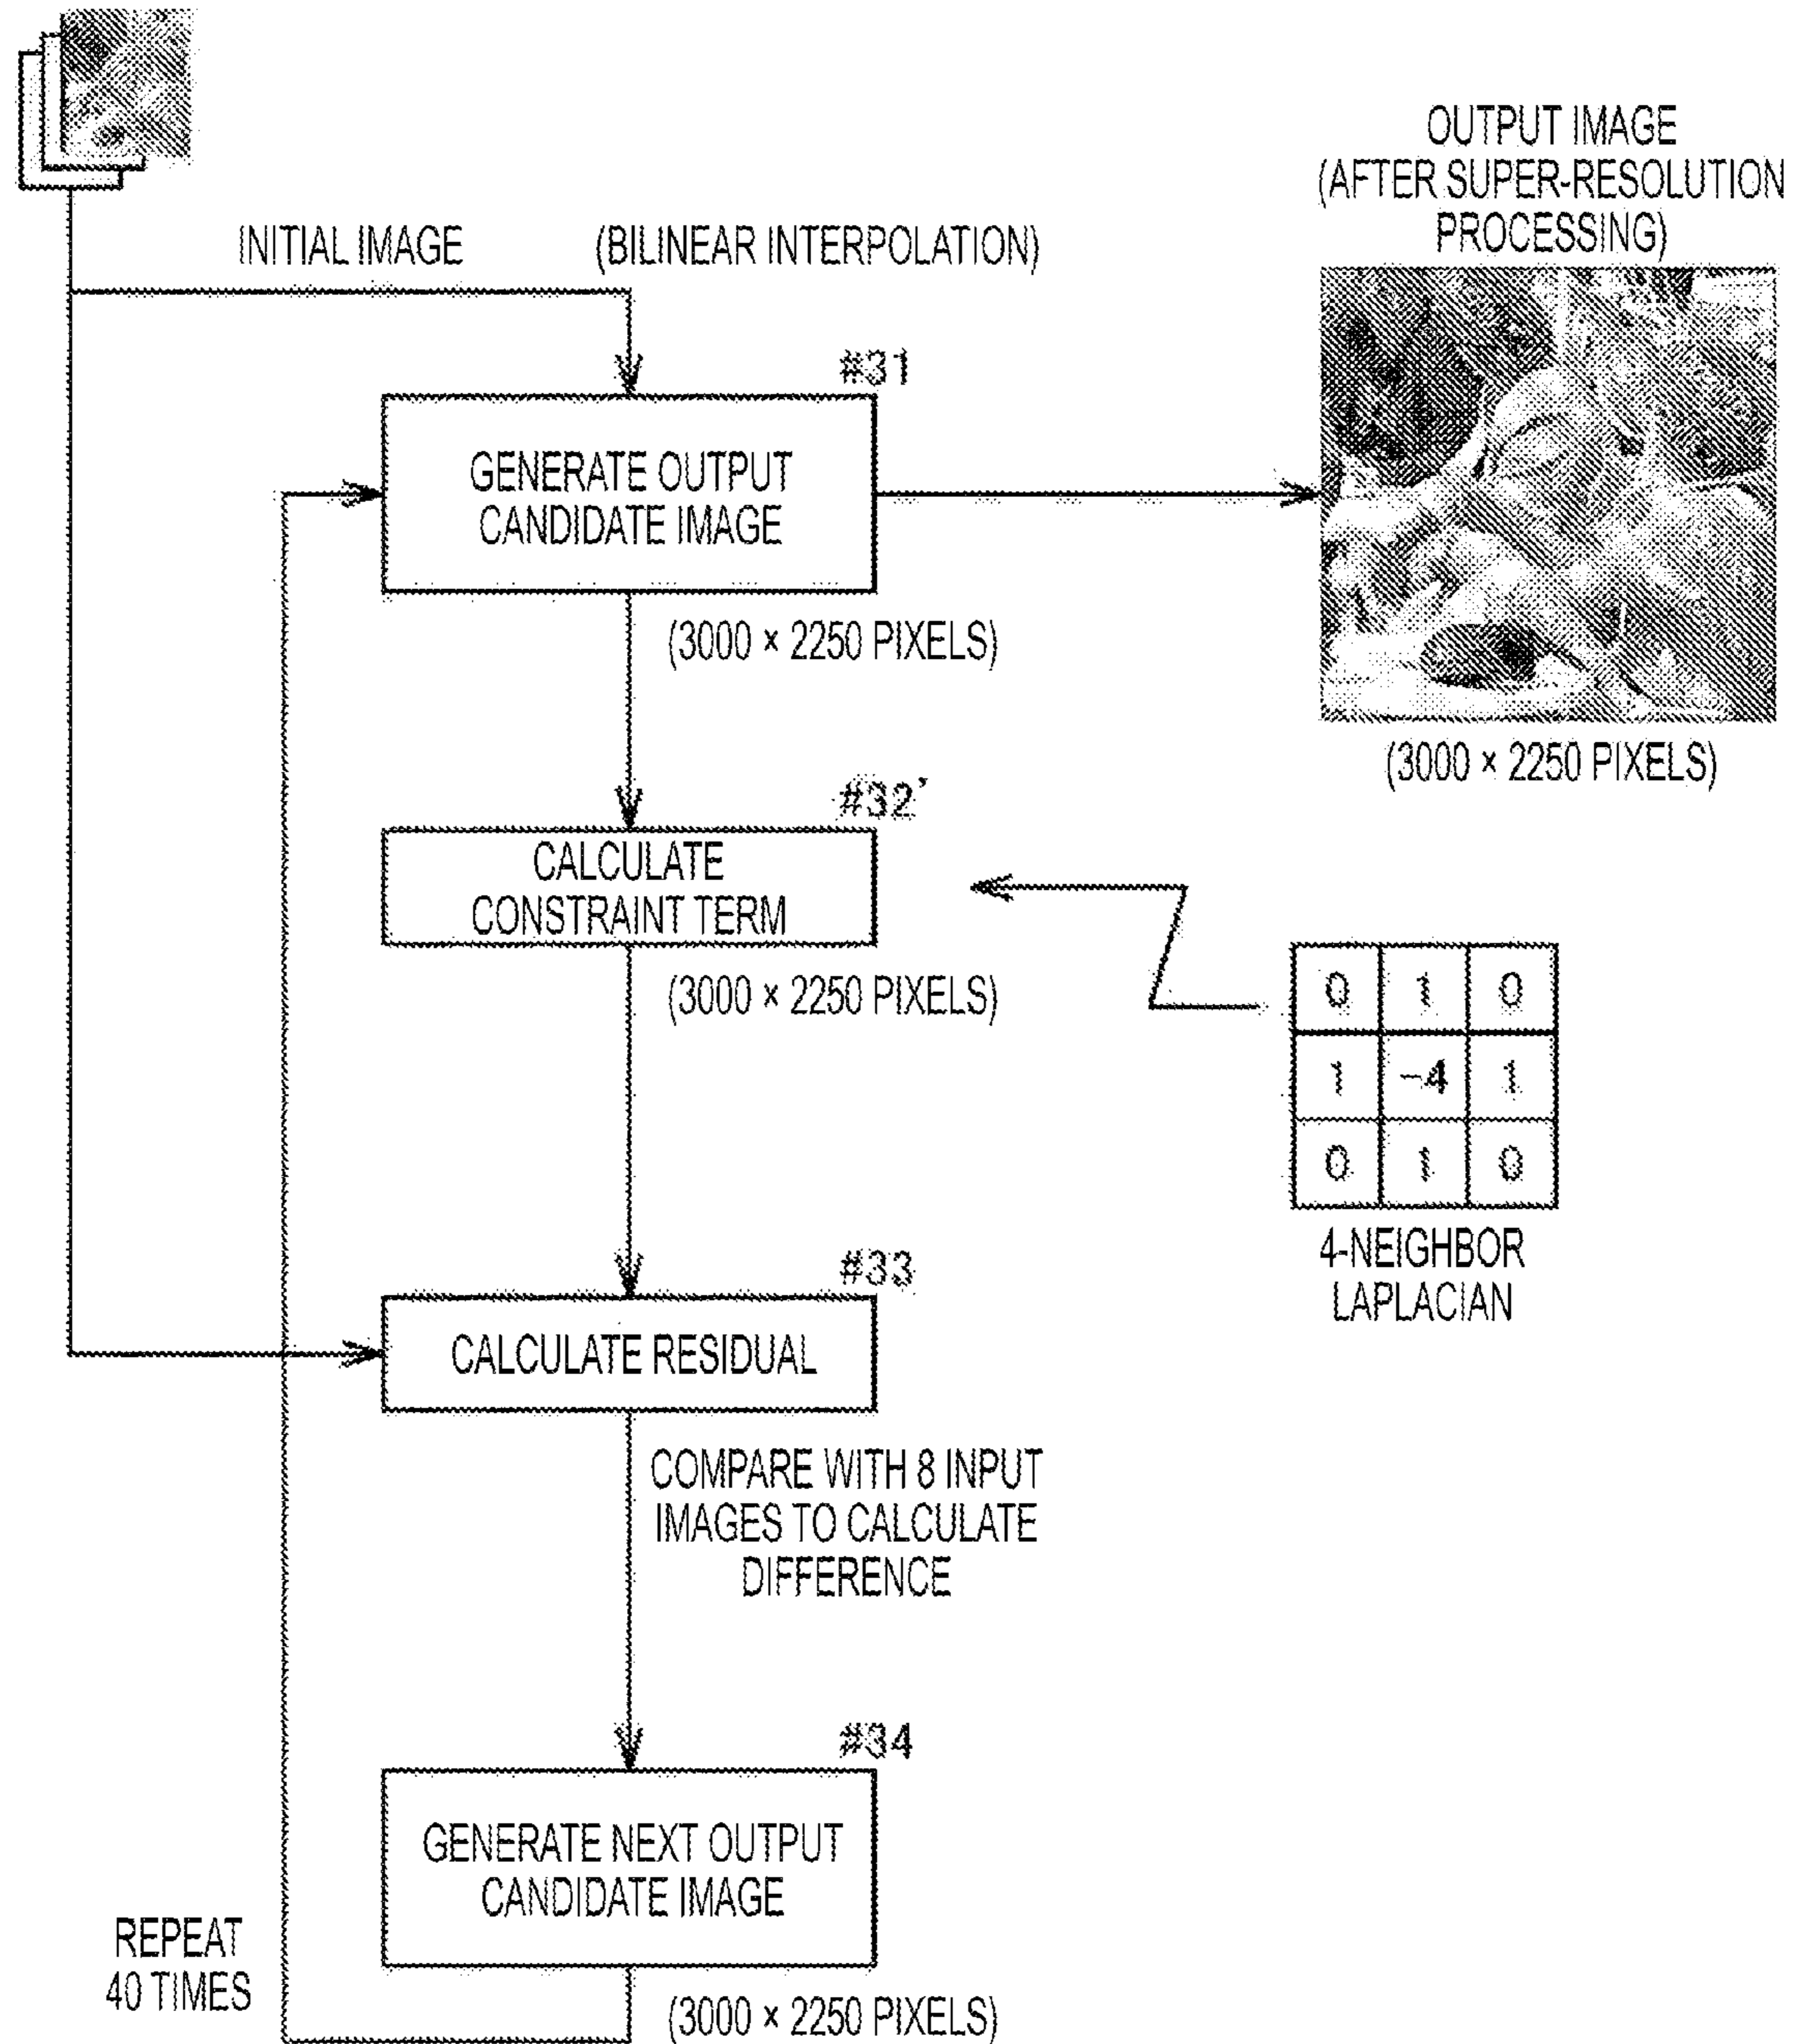 INITIAL IMAGE
(BILINEAR INTERPOLATION)
OUTPUT IMAGE
(AFTER SUPER-RESOLUTION
PROCESSING)
#31
GENERATE OUTPUT
CANDIDATE IMAGE
(3000 × 2250 PIXELS)
(3000 × 2250 PIXELS)
#32'
CALCULATE
CONSTRAINT TERM
(3000 × 2250 PIXELS)
0 1 0
1 -4 1
0 1 0
4-NEIGHBOR
LAPLACIAN
#33
CALCULATE RESIDUAL
COMPARE WITH 8 INPUT
IMAGES TO CALCULATE
DIFFERENCE
#34
GENERATE NEXT OUTPUT
CANDIDATE IMAGE
REPEAT
40 TIMES
(3000 × 2250 PIXELS)